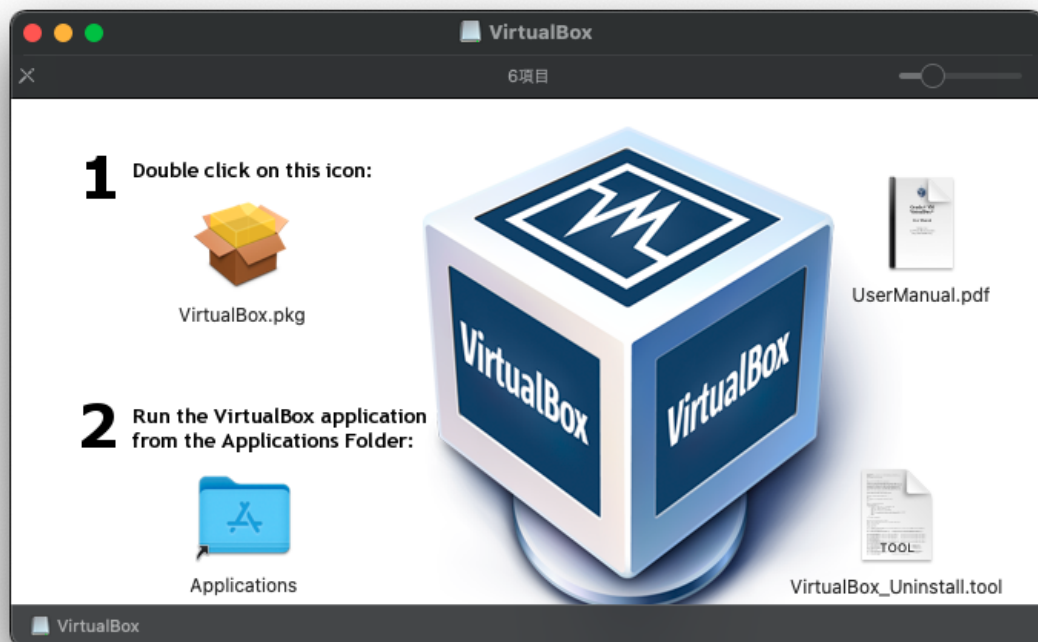 VirtualBox
6項目
1 Double click on this icon:
VirtualBox.pkg
UserManual.pdf
VirtualBox
VirtualBox
2 Run the VirtualBox application
from the Applications Folder:
Applications
TOOL
VirtualBox_Uninstall.tool
VirtualBox